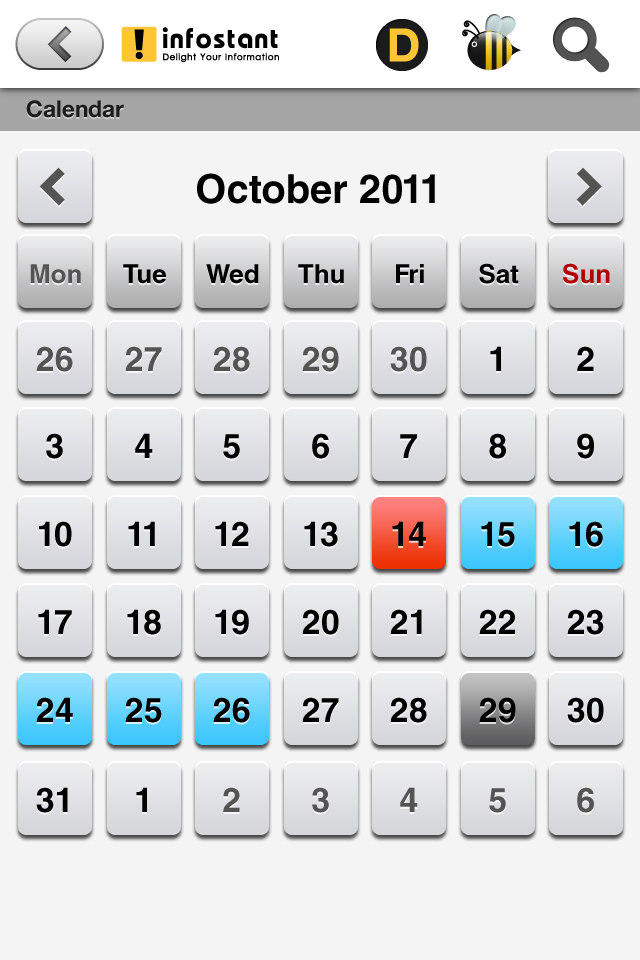 infostant
Delight Your Information
D
Calendar
October 2011
Mon Tue Wed Thu Fri Sat Sun
26 27 28 29 30 1 2
3 4 5 6 7 8 9
10 11 12 13 14 15 16
17 18 19 20 21 22 23
24 25 26 27 28 29 30
31 1 2 3 4 5 6